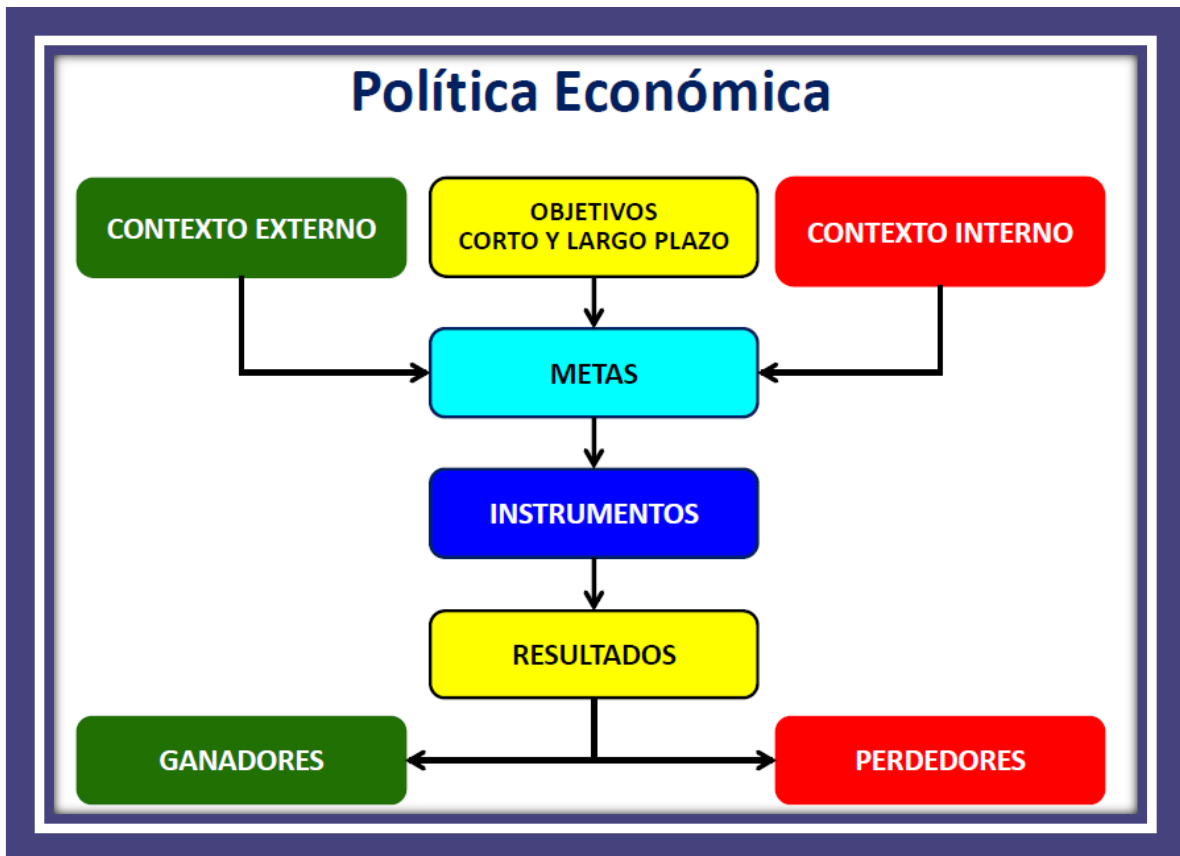 Política Económica
CONTEXTO EXTERNO
OBJETIVOS
CORTO Y LARGO PLAZO
CONTEXTO INTERNO
METAS
INSTRUMENTOS
RESULTADOS
GANADORES
PERDEDORES